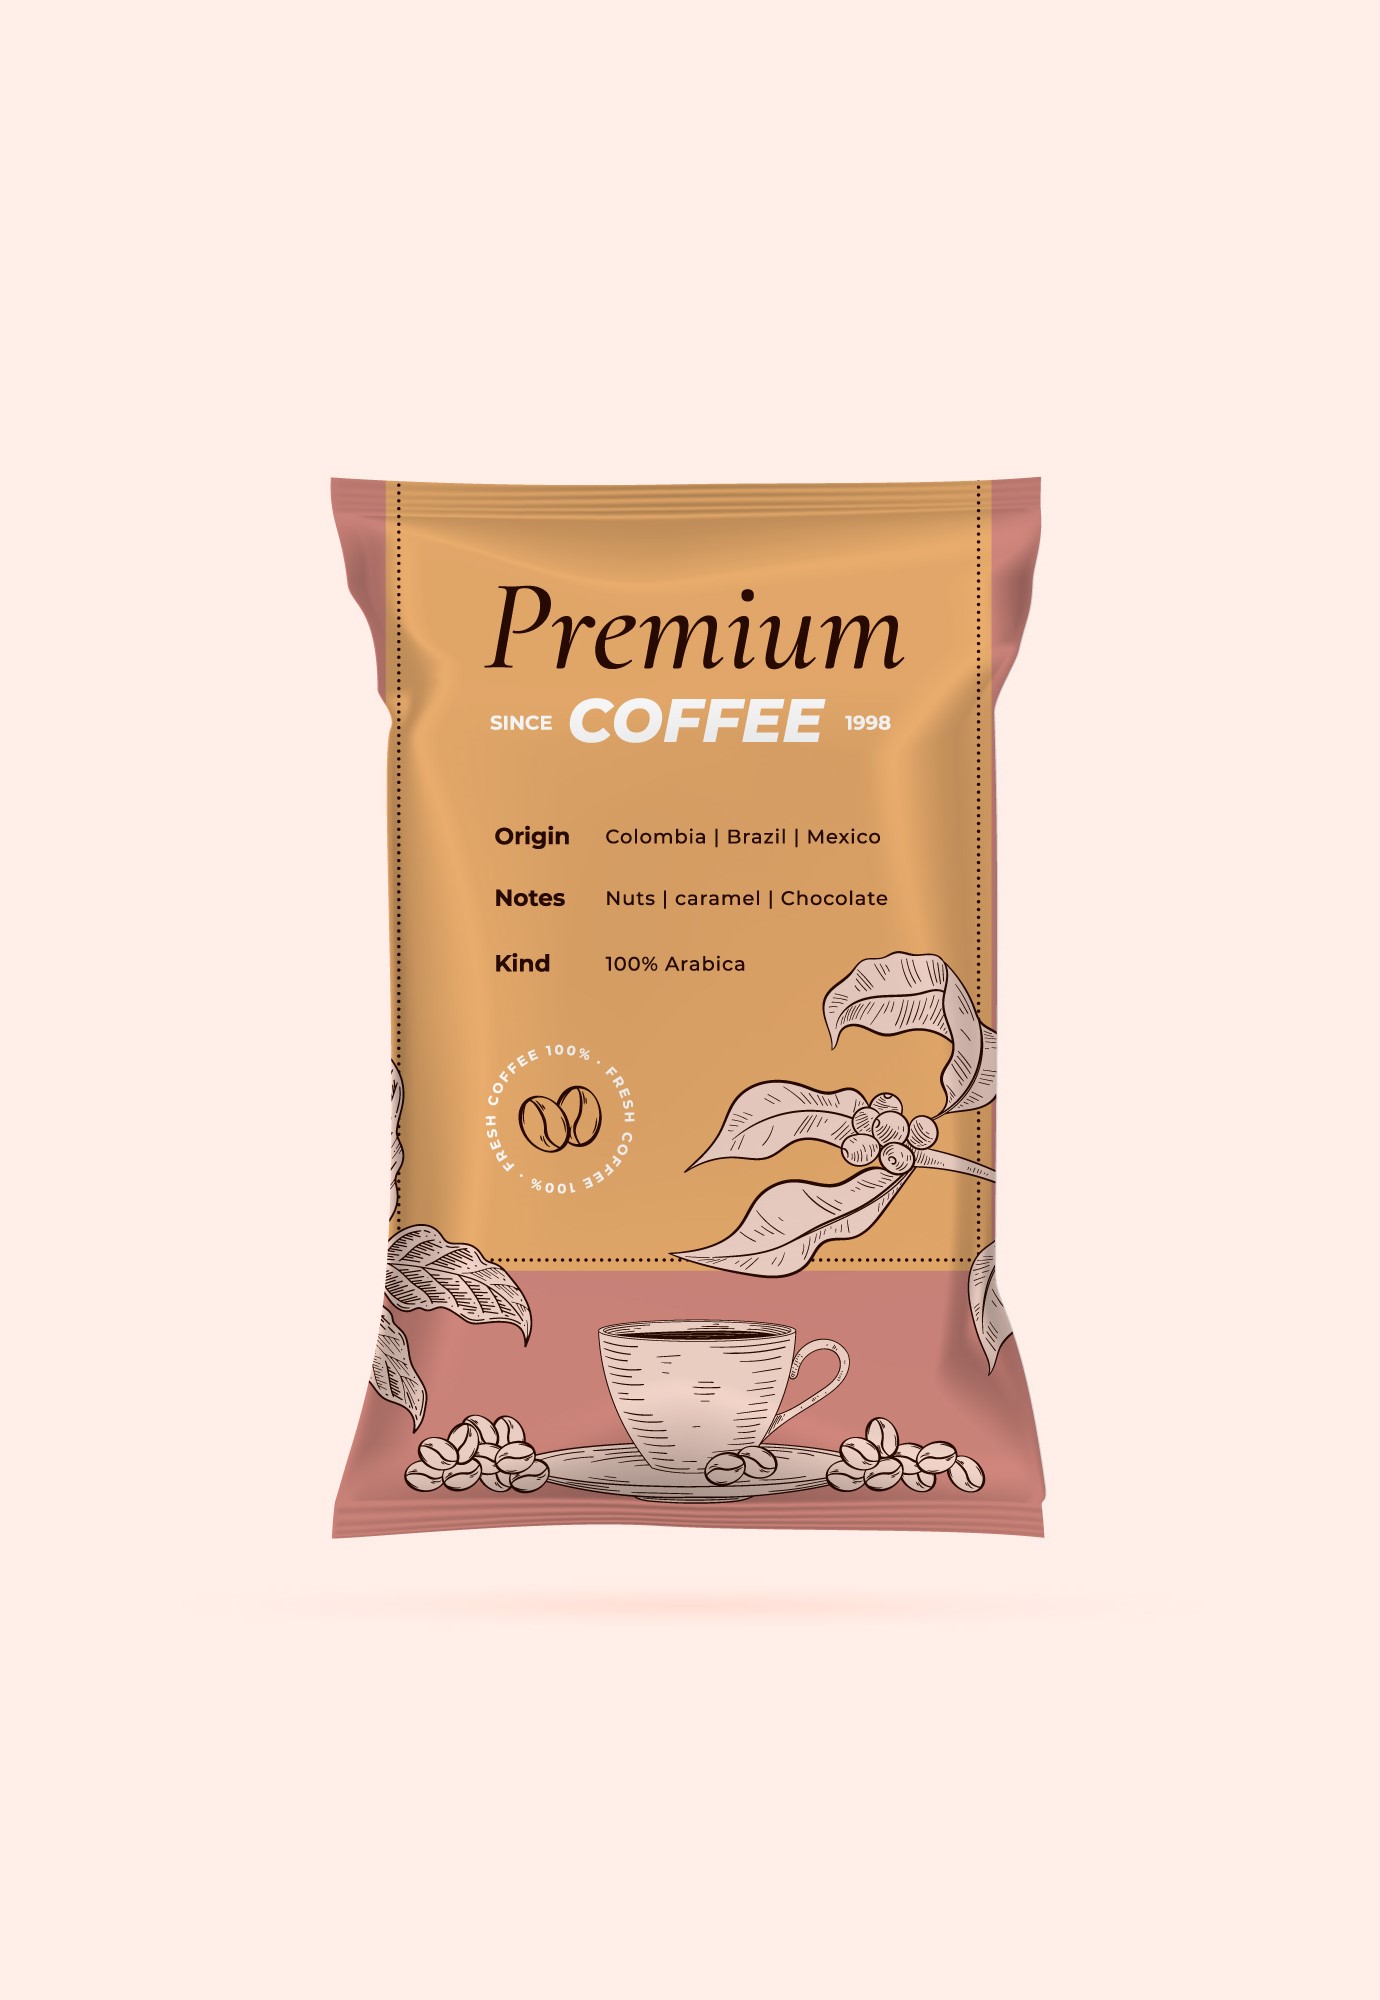 Premium
SINCE COFFEE 1998
Origin Colombia | Brazil | Mexico
Notes Nuts | caramel | Chocolate
Kind 100% Arabica
FRESH COFFEE 100% · FRESH COFFEE 100% ·